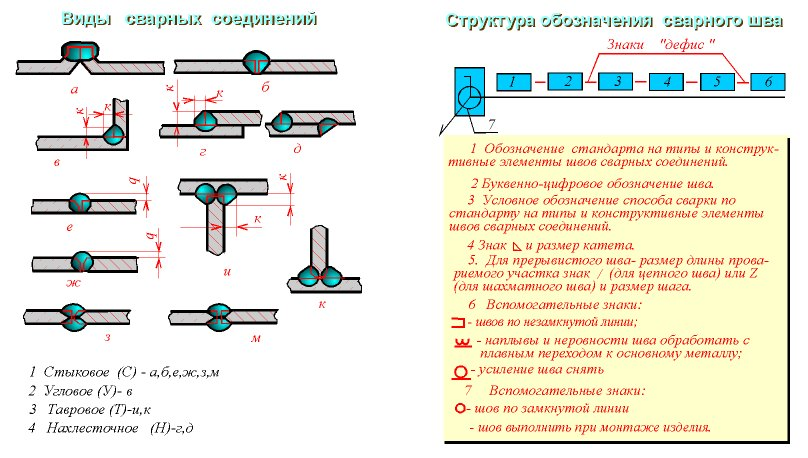 Виды сварных соединений
а
б
к
к
в
к
к
г
д
q
е
q
ж
к
к
и
к
з
м
1 Стыковое (С) - а,б,е,ж,з,м
2 Угловое (У)- в
3 Тавровое (Т)-и,к
4 Нахлесточное (Н)-г,д
Структура обозначения сварного шва
Знаки "дефис "
1
2
3
4
5
6
7
1 Обозначение стандарта на типы и конструк-
тивные элементы швов сварных соединений.
2 Буквенно-цифровое обозначение шва.
3 Условное обозначение способа сварки по
стандарту на типы и конструктивные элементы
швов сварных соединений.
4 Знак и размер катета.
5. Для прерывистого шва- размер длины прова-
риемого участка знак / (для цепного шва) или Z
(для шахматного шва) и размер шага.
6 Вспомогательные знаки:
- швов по незамкнутой линии;
- наплывы и неровности шва обработать с
плавным переходом к основному металлу;
- усиление шва снять
7 Вспомогательные знаки:
- шов по замкнутой линии
- шов выполнить при монтаже изделия.